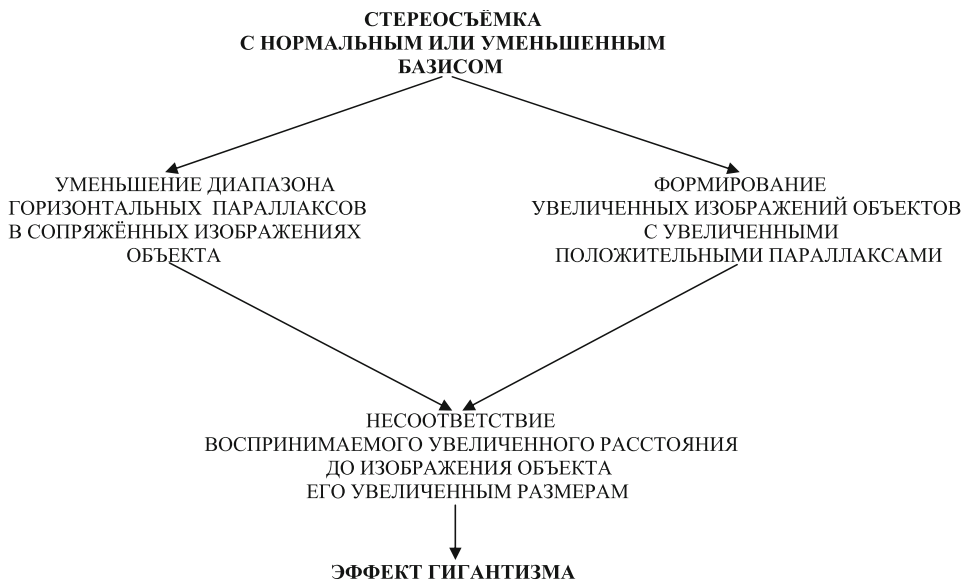 СТЕРЕОСЪЁМКА
С НОРМАЛЬНЫМ ИЛИ УМЕНЬШЕННЫМ
БАЗИСОМ
УМЕНЬШЕНИЕ ДИАПАЗОНА
ГОРИЗОНТАЛЬНЫХ ПАРАЛЛАКСОВ
В СОПРЯЖЁННЫХ ИЗОБРАЖЕНИЯХ
ОБЪЕКТА
ФОРМИРОВАНИЕ
УВЕЛИЧЕННЫХ ИЗОБРАЖЕНИЙ ОБЪЕКТОВ
С УВЕЛИЧЕННЫМИ
ПОЛОЖИТЕЛЬНЫМИ ПАРАЛЛАКСАМИ
НЕСООТВЕТСТВИЕ
ВОСПРИНИМАЕМОГО УВЕЛИЧЕННОГО РАССТОЯНИЯ
ДО ИЗОБРАЖЕНИЯ ОБЪЕКТА
ЕГО УВЕЛИЧЕННЫМ РАЗМЕРАМ
ЭФФЕКТ ГИГАНТИЗМА